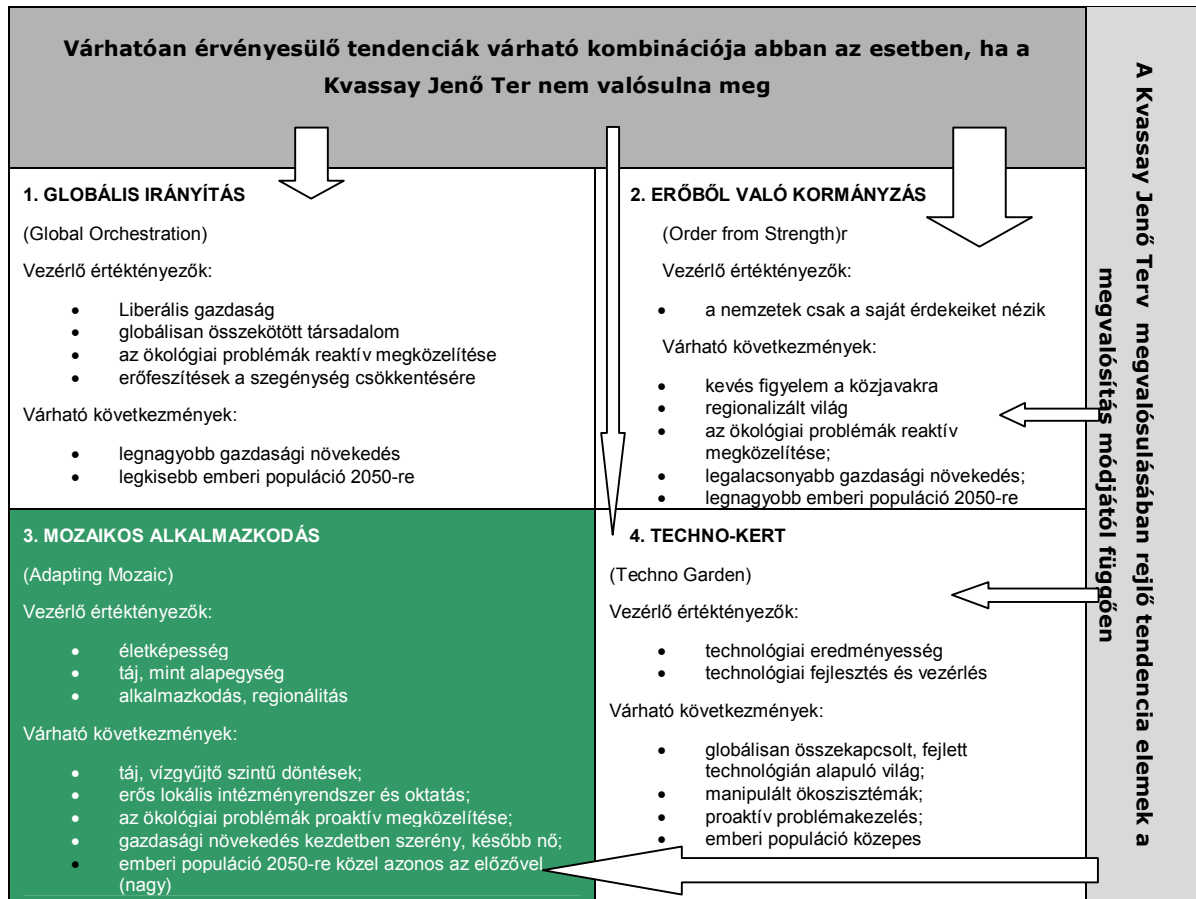 Várhatóan érvényesülő tendenciák várható kombinációja abban az esetben, ha a
Kvassay Jenő Ter nem valósulna meg
1. GLOBÁLIS IRÁNYÍTÁS
(Global Orchestration)
Vezérlő értéktényezők:
• Liberális gazdaság
• globálisan összekötött társadalom
• az ökológiai problémák reaktív megközelítése
• erőfeszítések a szegénység csökkentésére
Várható következmények:
• legnagyobb gazdasági növekedés
• legkisebb emberi populáció 2050-re
2. ERŐBŐL VALÓ KORMÁNYZÁS
(Order from Strength)r
Vezérlő értéktényezők:
• a nemzetek csak a saját érdekeiket nézik
Várható következmények:
• kevés figyelem a közjavakra
• regionalizált világ
• az ökológiai problémák reaktív
megközelítése;
• legalacsonyabb gazdasági növekedés;
• legnagyobb emberi populáció 2050-re
3. MOZAIKOS ALKALMAZKODÁS
(Adapting Mozaic)
Vezérlő értéktényezők:
• életképesség
• táj, mint alapegység
• alkalmazkodás, regionálitás
Várható következmények:
• táj, vízgyűjtő szintű döntések;
• erős lokális intézményrendszer és oktatás;
• az ökológiai problémák proaktív megközelítése;
• gazdasági növekedés kezdetben szerény, később nő;
• emberi populáció 2050-re közel azonos az előzővel
(nagy)
4. TECHNO-KERT
(Techno Garden)
Vezérlő értéktényezők:
• technológiai eredményesség
• technológiai fejlesztés és vezérlés
Várható következmények:
• globálisan összekapcsolt, fejlett
technológián alapuló világ;
• manipulált ökoszisztémák;
• proaktív problémakezelés;
• emberi populáció közepes
A Kvassay Jenő Terv megvalósulásában rejlő tendencia elemek a
megvalósítás módjától függően